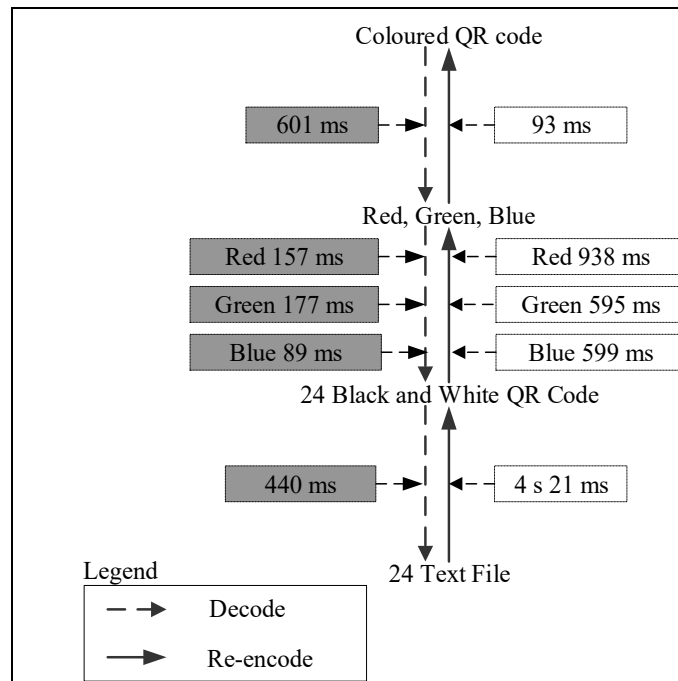 Coloured QR code
601 ms
93 ms
Red, Green, Blue
Red 157 ms
Red 938 ms
Green 177 ms
Green 595 ms
Blue 89 ms
Blue 599 ms
24 Black and White QR Code
440 ms
4 s 21 ms
24 Text File
Legend
Decode
Re-encode